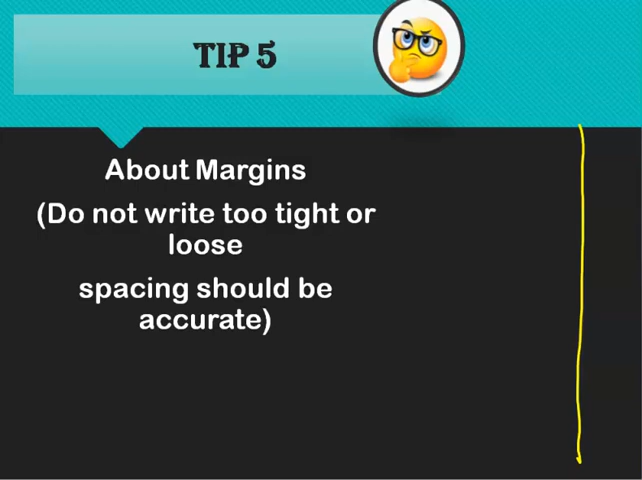 TIP 5
About Margins
(Do not write too tight or
loose
spacing should be
accurate)